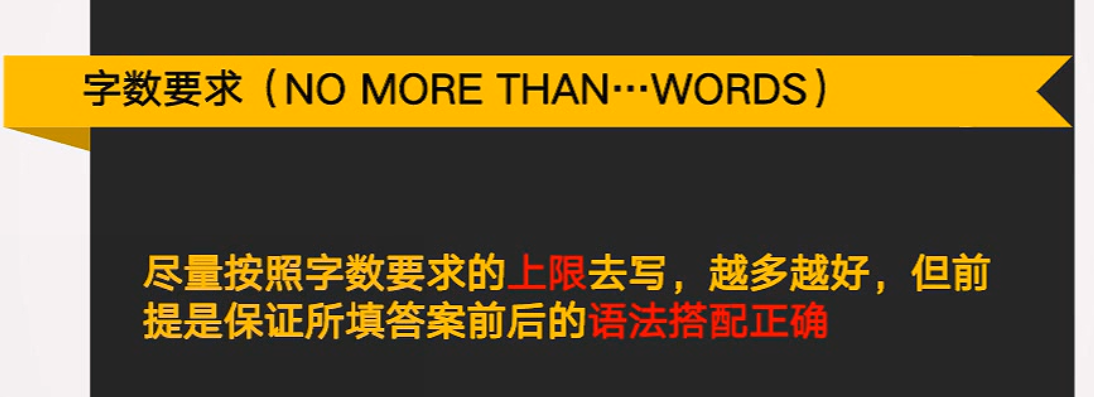 字数要求（NO MORE THAN…WORDS）
尽量按照字数要求的上限去写，越多越好，但前
提是保证所填答案前后的语法搭配正确